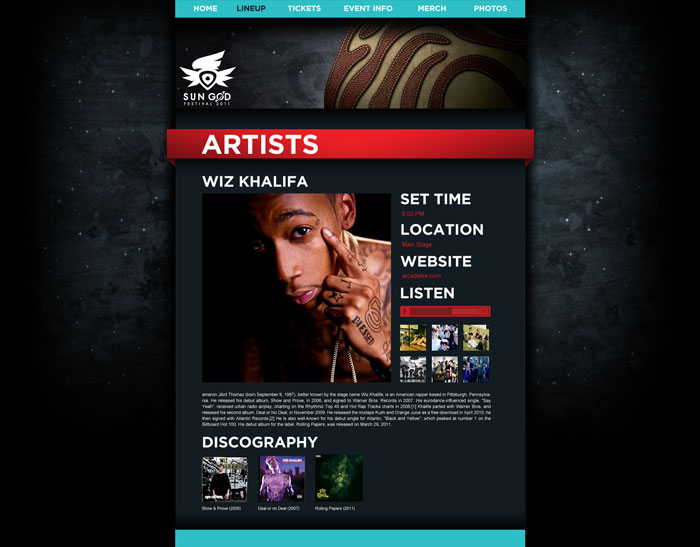 HOME LINEUP TICKETS EVENT INFO MERCH PHOTOS
SUN GOD
FESTIVAL 2011
ARTISTS
WIZ KHALIFA
SET TIME
9:00 PM
LOCATION
Main Stage
WEBSITE
arcadefire.com
LISTEN
ameron Jibril Thomaz (born September 8, 1987), better known by the stage name Wiz Khalifa, is an American rapper based in Pittsburgh, Pennsylva-
nia. He released his debut album, Show and Prove, in 2006, and signed to Warner Bros. Records in 2007. His eurodance-influenced single, "Say
Yeah", received urban radio airplay, charting on the Rhythmic Top 40 and Hot Rap Tracks charts in 2008.[1] Khalifa parted with Warner Bros. and
released his second album, Deal or No Deal, in November 2009. He released the mixtape Kush and Orange Juice as a free download in April 2010; he
then signed with Atlantic Records.[2] He is also well-known for his debut single for Atlantic, "Black and Yellow", which peaked at number 1 on the
Billboard Hot 100. His debut album for the label, Rolling Papers, was released on March 29, 2011.
DISCOGRAPHY
WIZ KHALIFA
Show & Prove (2006) Deal or no Deal (2007) Rolling Papers (2011)